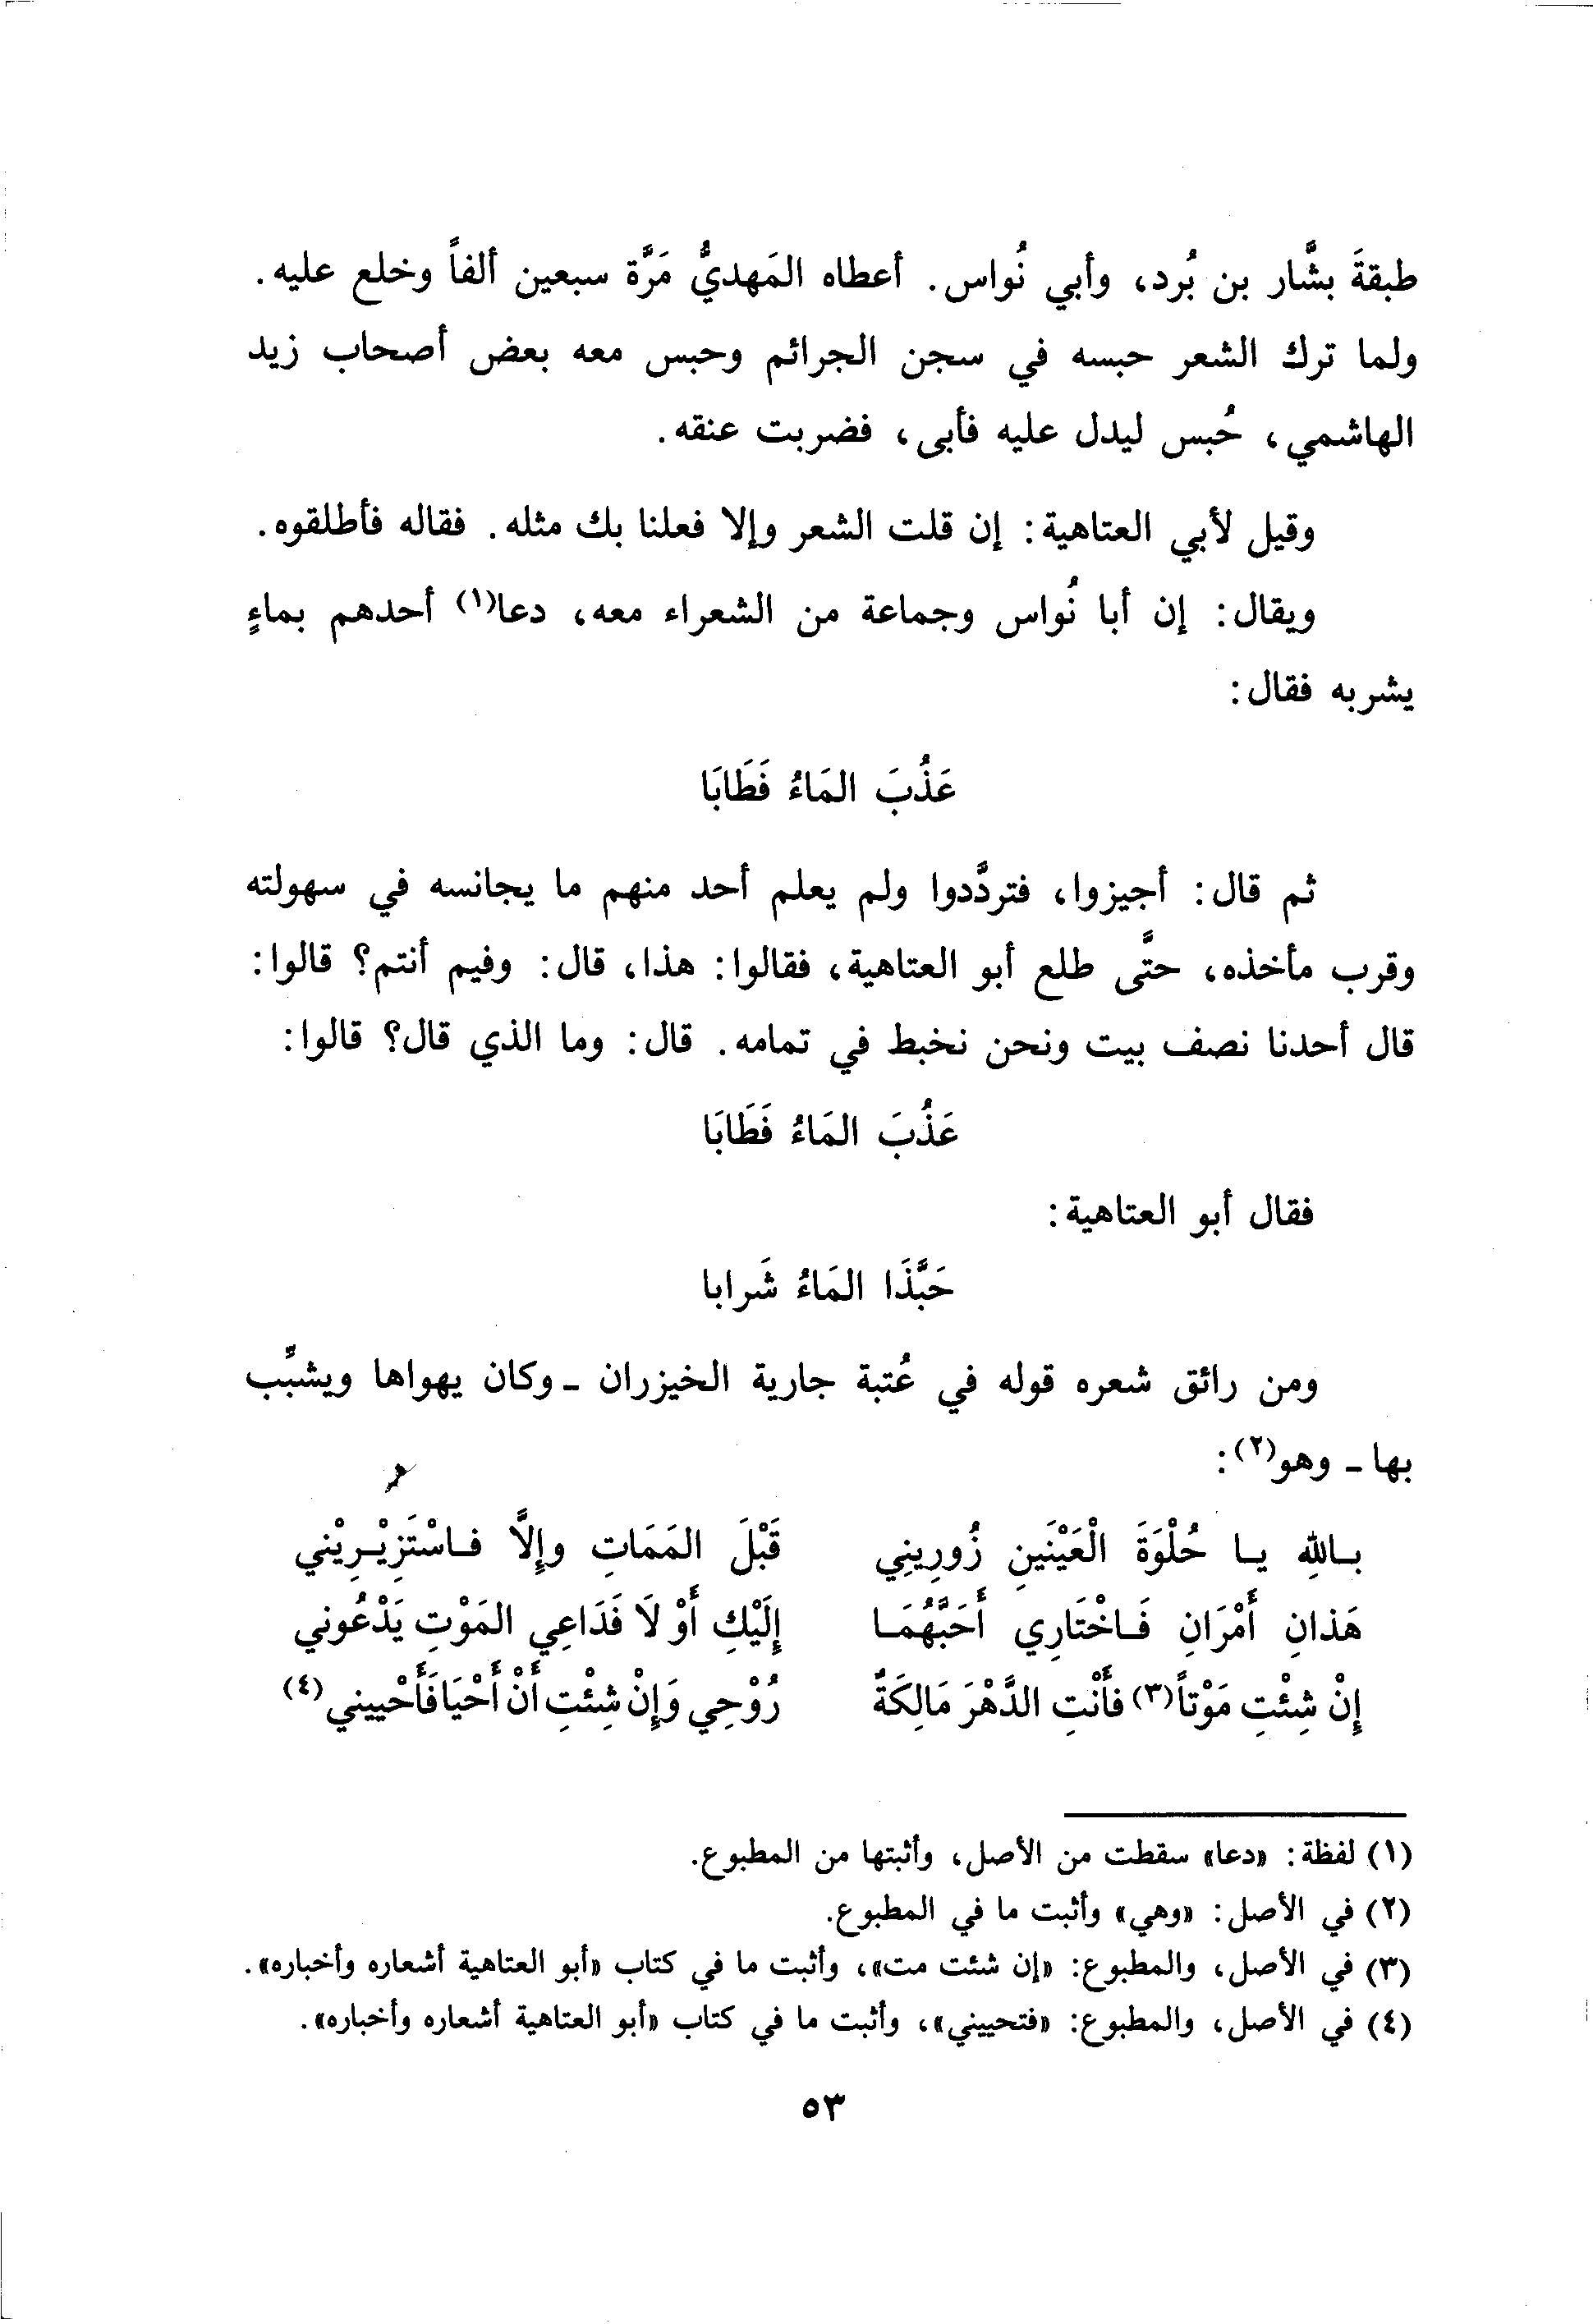 طبقةَ بشَّار بن بُرد، وأبي نُواس. أعطاه المَهديُّ مَرَّة سبعين ألفاً وخلع عليه.
ولما ترك الشعر حبسه في سجن الجرائم وحبس معه بعض أصحاب زيد
الهاشمي، حُبس ليدل عليه فأبى، فضربت عنقه.
وقيل لأبي العتاهية: إن قلت الشعر وإلا فعلنا بك مثله. فقاله فأطلقوه.
ويقال: إن أبا نُواس وجماعة من الشعراء معه، دعا(١) أحدهم بماءٍ
يشربه فقال:
عَذُبَ المَاءُ فَطَابَا
ثم قال: أجيزوا، فتردَّدوا ولم يعلم أحد منهم ما يجانسه في سهولته
وقرب مأخذه، حتَّى طلع أبو العتاهية، فقالوا: هذا، قال: وفيم أنتم؟ قالوا:
قال أحدنا نصف بيت ونحن نخبط في تمامه. قال: وما الذي قال؟ قالوا:
عَذُبَ المَاءُ فَطَابَا
فقال أبو العتاهية:
حَبَّذَا المَاءُ شَرابا
ومن رائق شعره قوله في عُتبة جارية الخيزران ـ وكان يهواها ويشبِّب
بها ـ وهو(٢):
بـاللهِ يـا حُلْوَةَ الْعَيْنَينِ زُورِينِي قَبْلَ المَمَاتِ وإِلَّا فـاسْتَزِيْـرِيْني
هَذانِ أَمْرَانِ فَـاخْتَارِي أَحَبَّهُمَـا إِلَيْكِ أَوْ لَا فَدَاعِي المَوْتِ يَدْعُوني
إِنْ شِئْتِ مَوْتاً(٣) فأَنْتِ الدَّهْرَ مَالِكَةٌ رُوْحِي وَإِنْ شِئْتِ أَنْ أَحْيَا فَأَحْييني(٤)
(١) لفظة: «دعا» سقطت من الأصل، وأثبتها من المطبوع.
(٢) في الأصل: «وهي» وأثبت ما في المطبوع.
(٣) في الأصل، والمطبوع: «إن شئت مت»، وأثبت ما في كتاب «أبو العتاهية أشعاره وأخباره».
(٤) في الأصل، والمطبوع: «فتحييني»، وأثبت ما في كتاب «أبو العتاهية أشعاره وأخباره».
٥٣